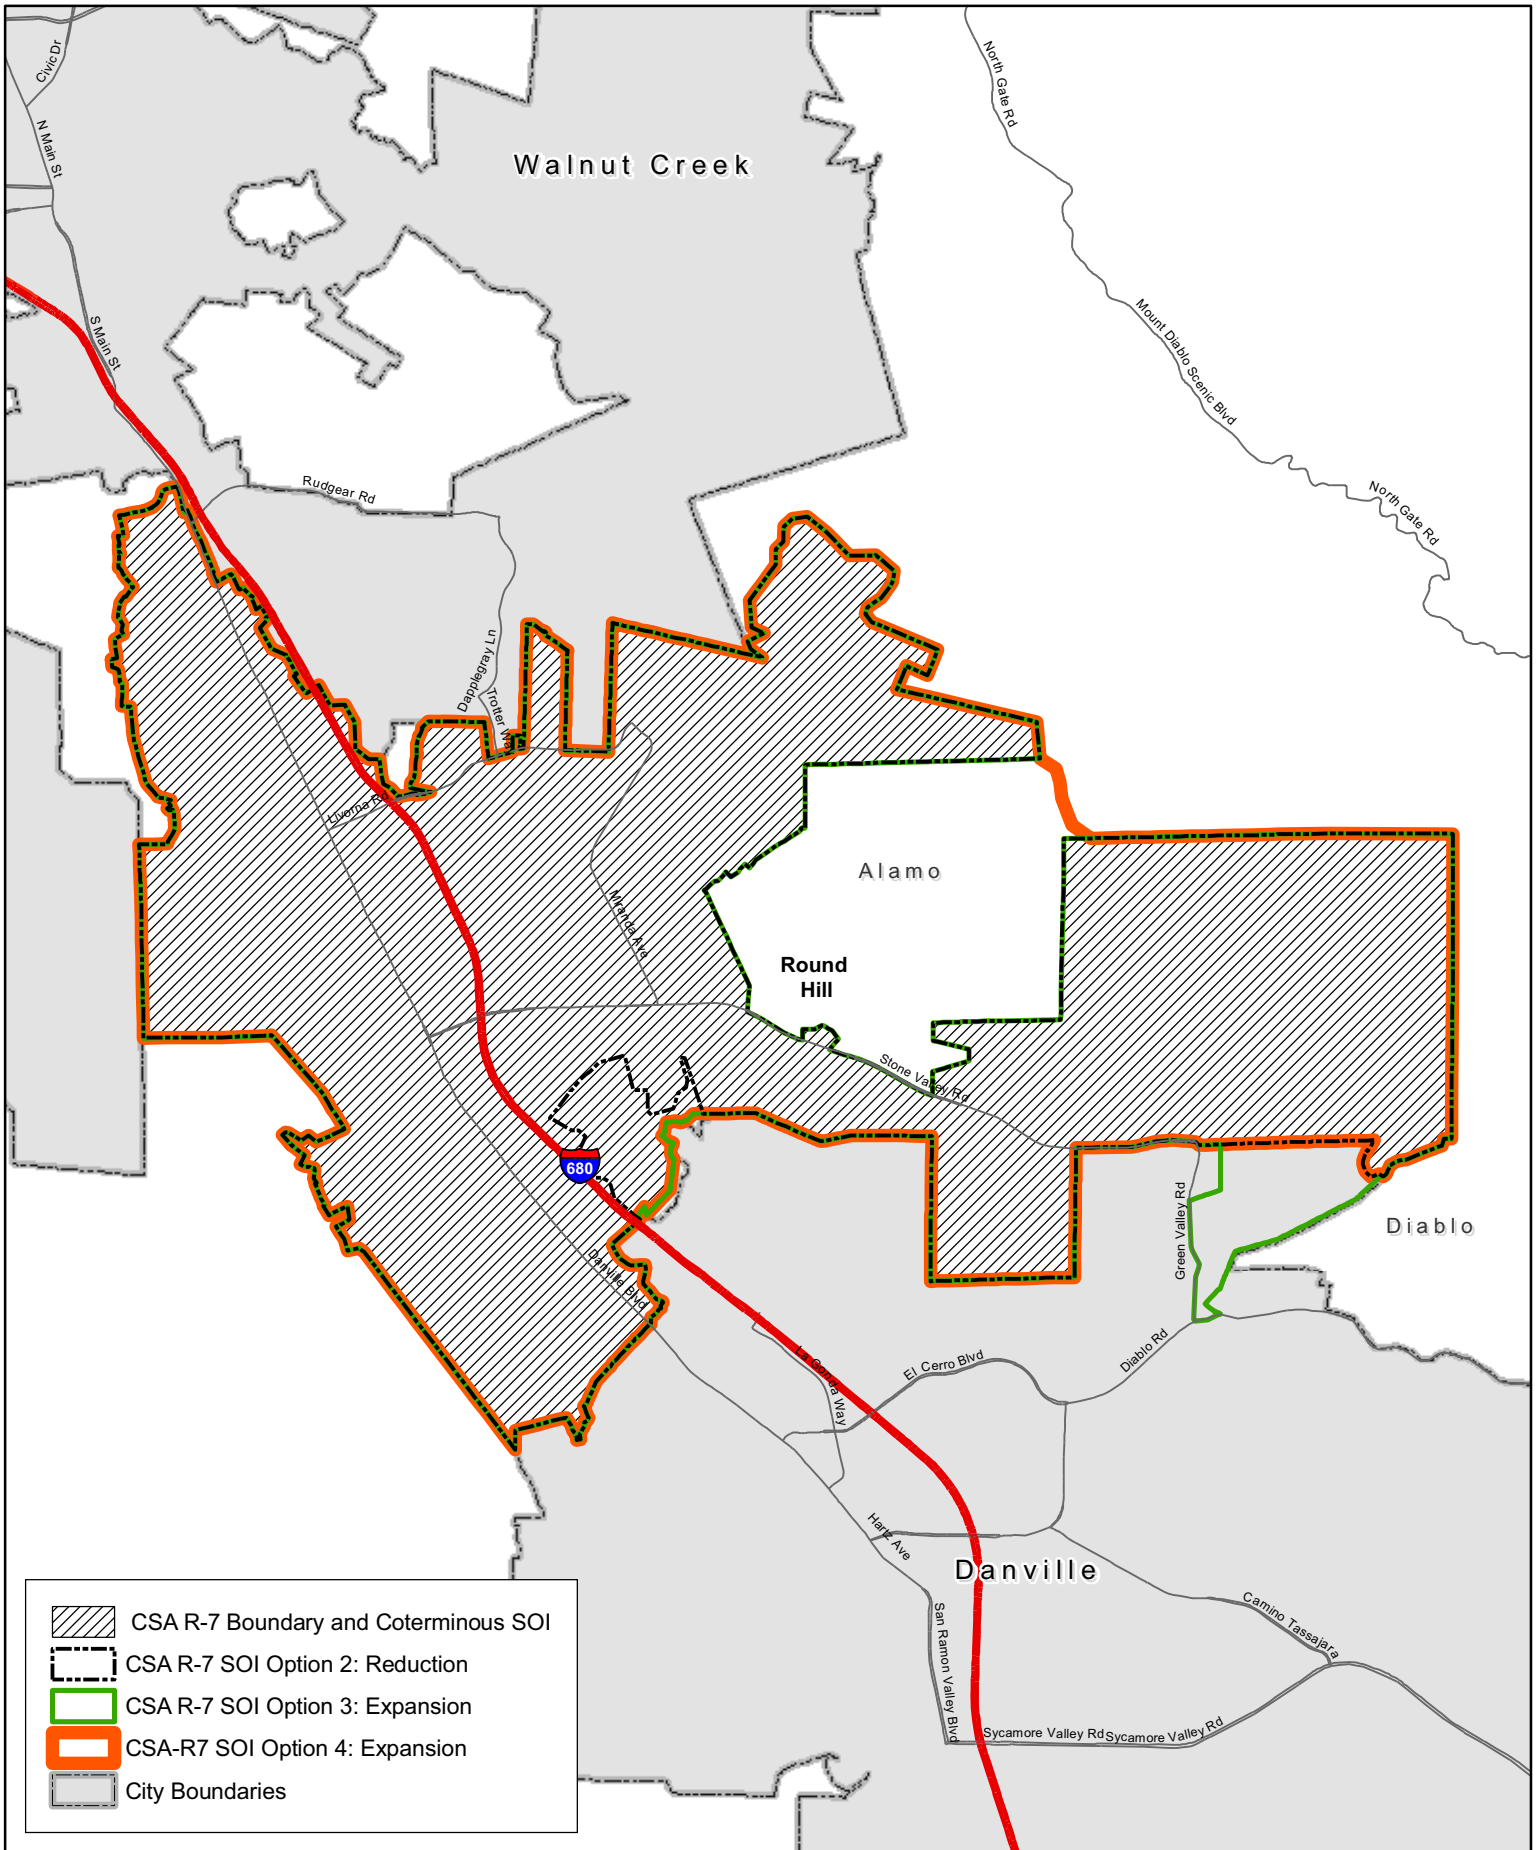 Civic Dr
N Main St
Walnut Creek
North Gate Rd
S Main St
Mount Diablo Scenic Blvd
Rudgear Rd
North Gate Rd
Dapplegray Ln
Trotter Way
Livorna Rd
Miranda Ave
Alamo
Round
Hill
Stone Valley Rd
680
Green Valley Rd
Diablo
Danville Blvd
La Gonda Way
El Cerro Blvd
Diablo Rd
Hartz Ave
Danville
San Ramon Valley Blvd
Camino Tassajara
Sycamore Valley Rd
Sycamore Valley Rd
CSA R-7 Boundary and Coterminous SOI
CSA R-7 SOI Option 2: Reduction
CSA R-7 SOI Option 3: Expansion
CSA-R7 SOI Option 4: Expansion
City Boundaries